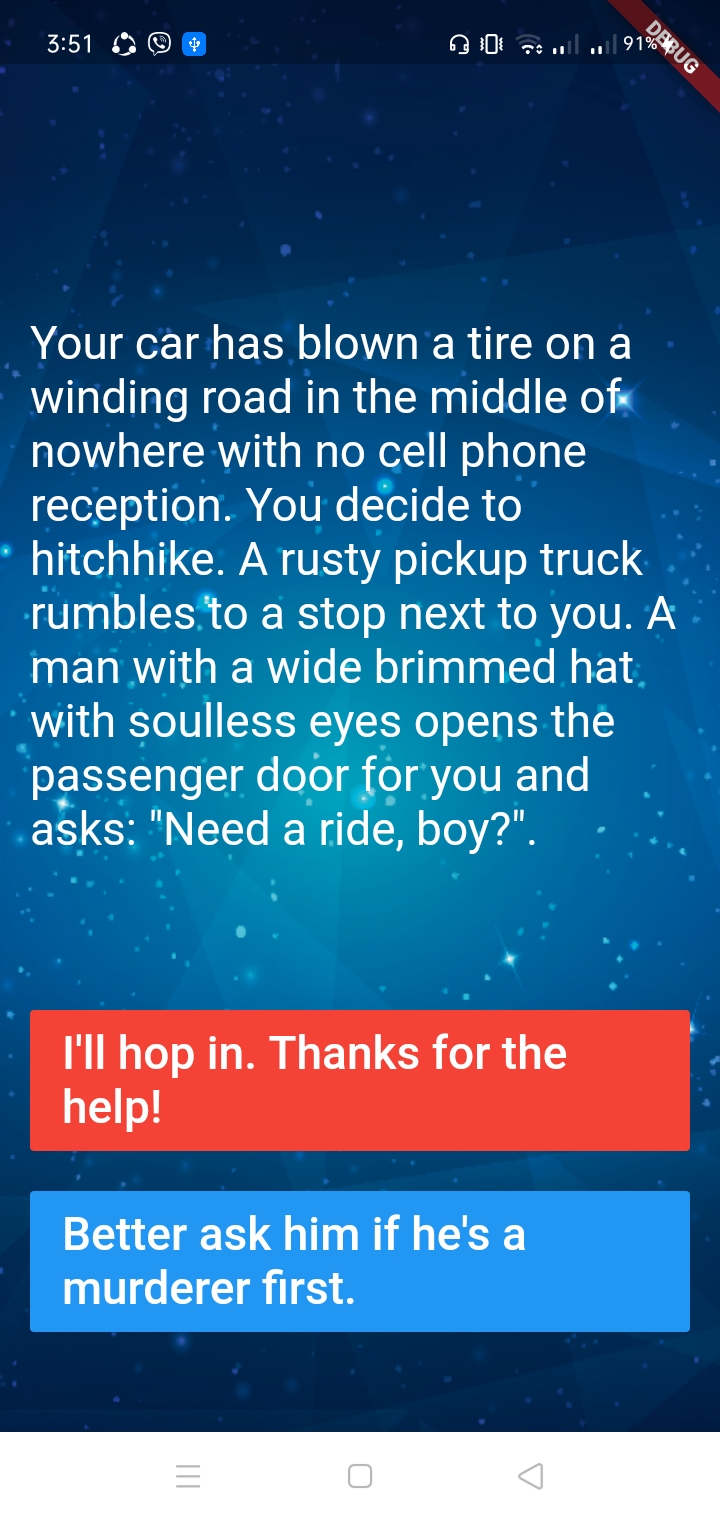 3:51
91%
DEBUG
Your car has blown a tire on a
winding road in the middle of
nowhere with no cell phone
reception. You decide to
hitchhike. A rusty pickup truck
rumbles to a stop next to you. A
man with a wide brimmed hat
with soulless eyes opens the
passenger door for you and
asks: "Need a ride, boy?".
I'll hop in. Thanks for the
help!
Better ask him if he's a
murderer first.